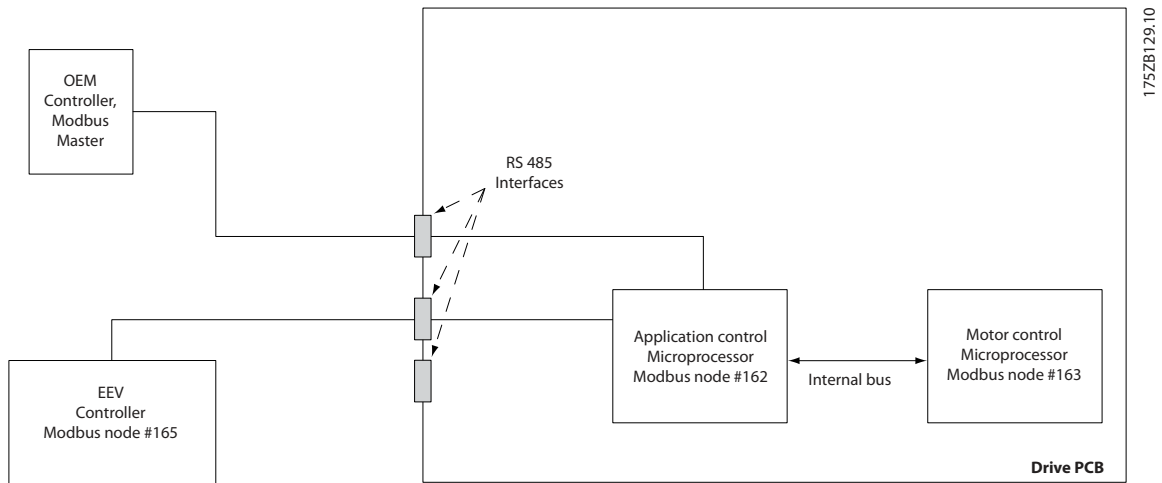 175ZB129.10
OEM
Controller,
Modbus
Master
RS 485
Interfaces
Application control
Microprocessor
Modbus node #162
Internal bus
Motor control
Microprocessor
Modbus node #163
EEV
Controller
Modbus node #165
Drive PCB